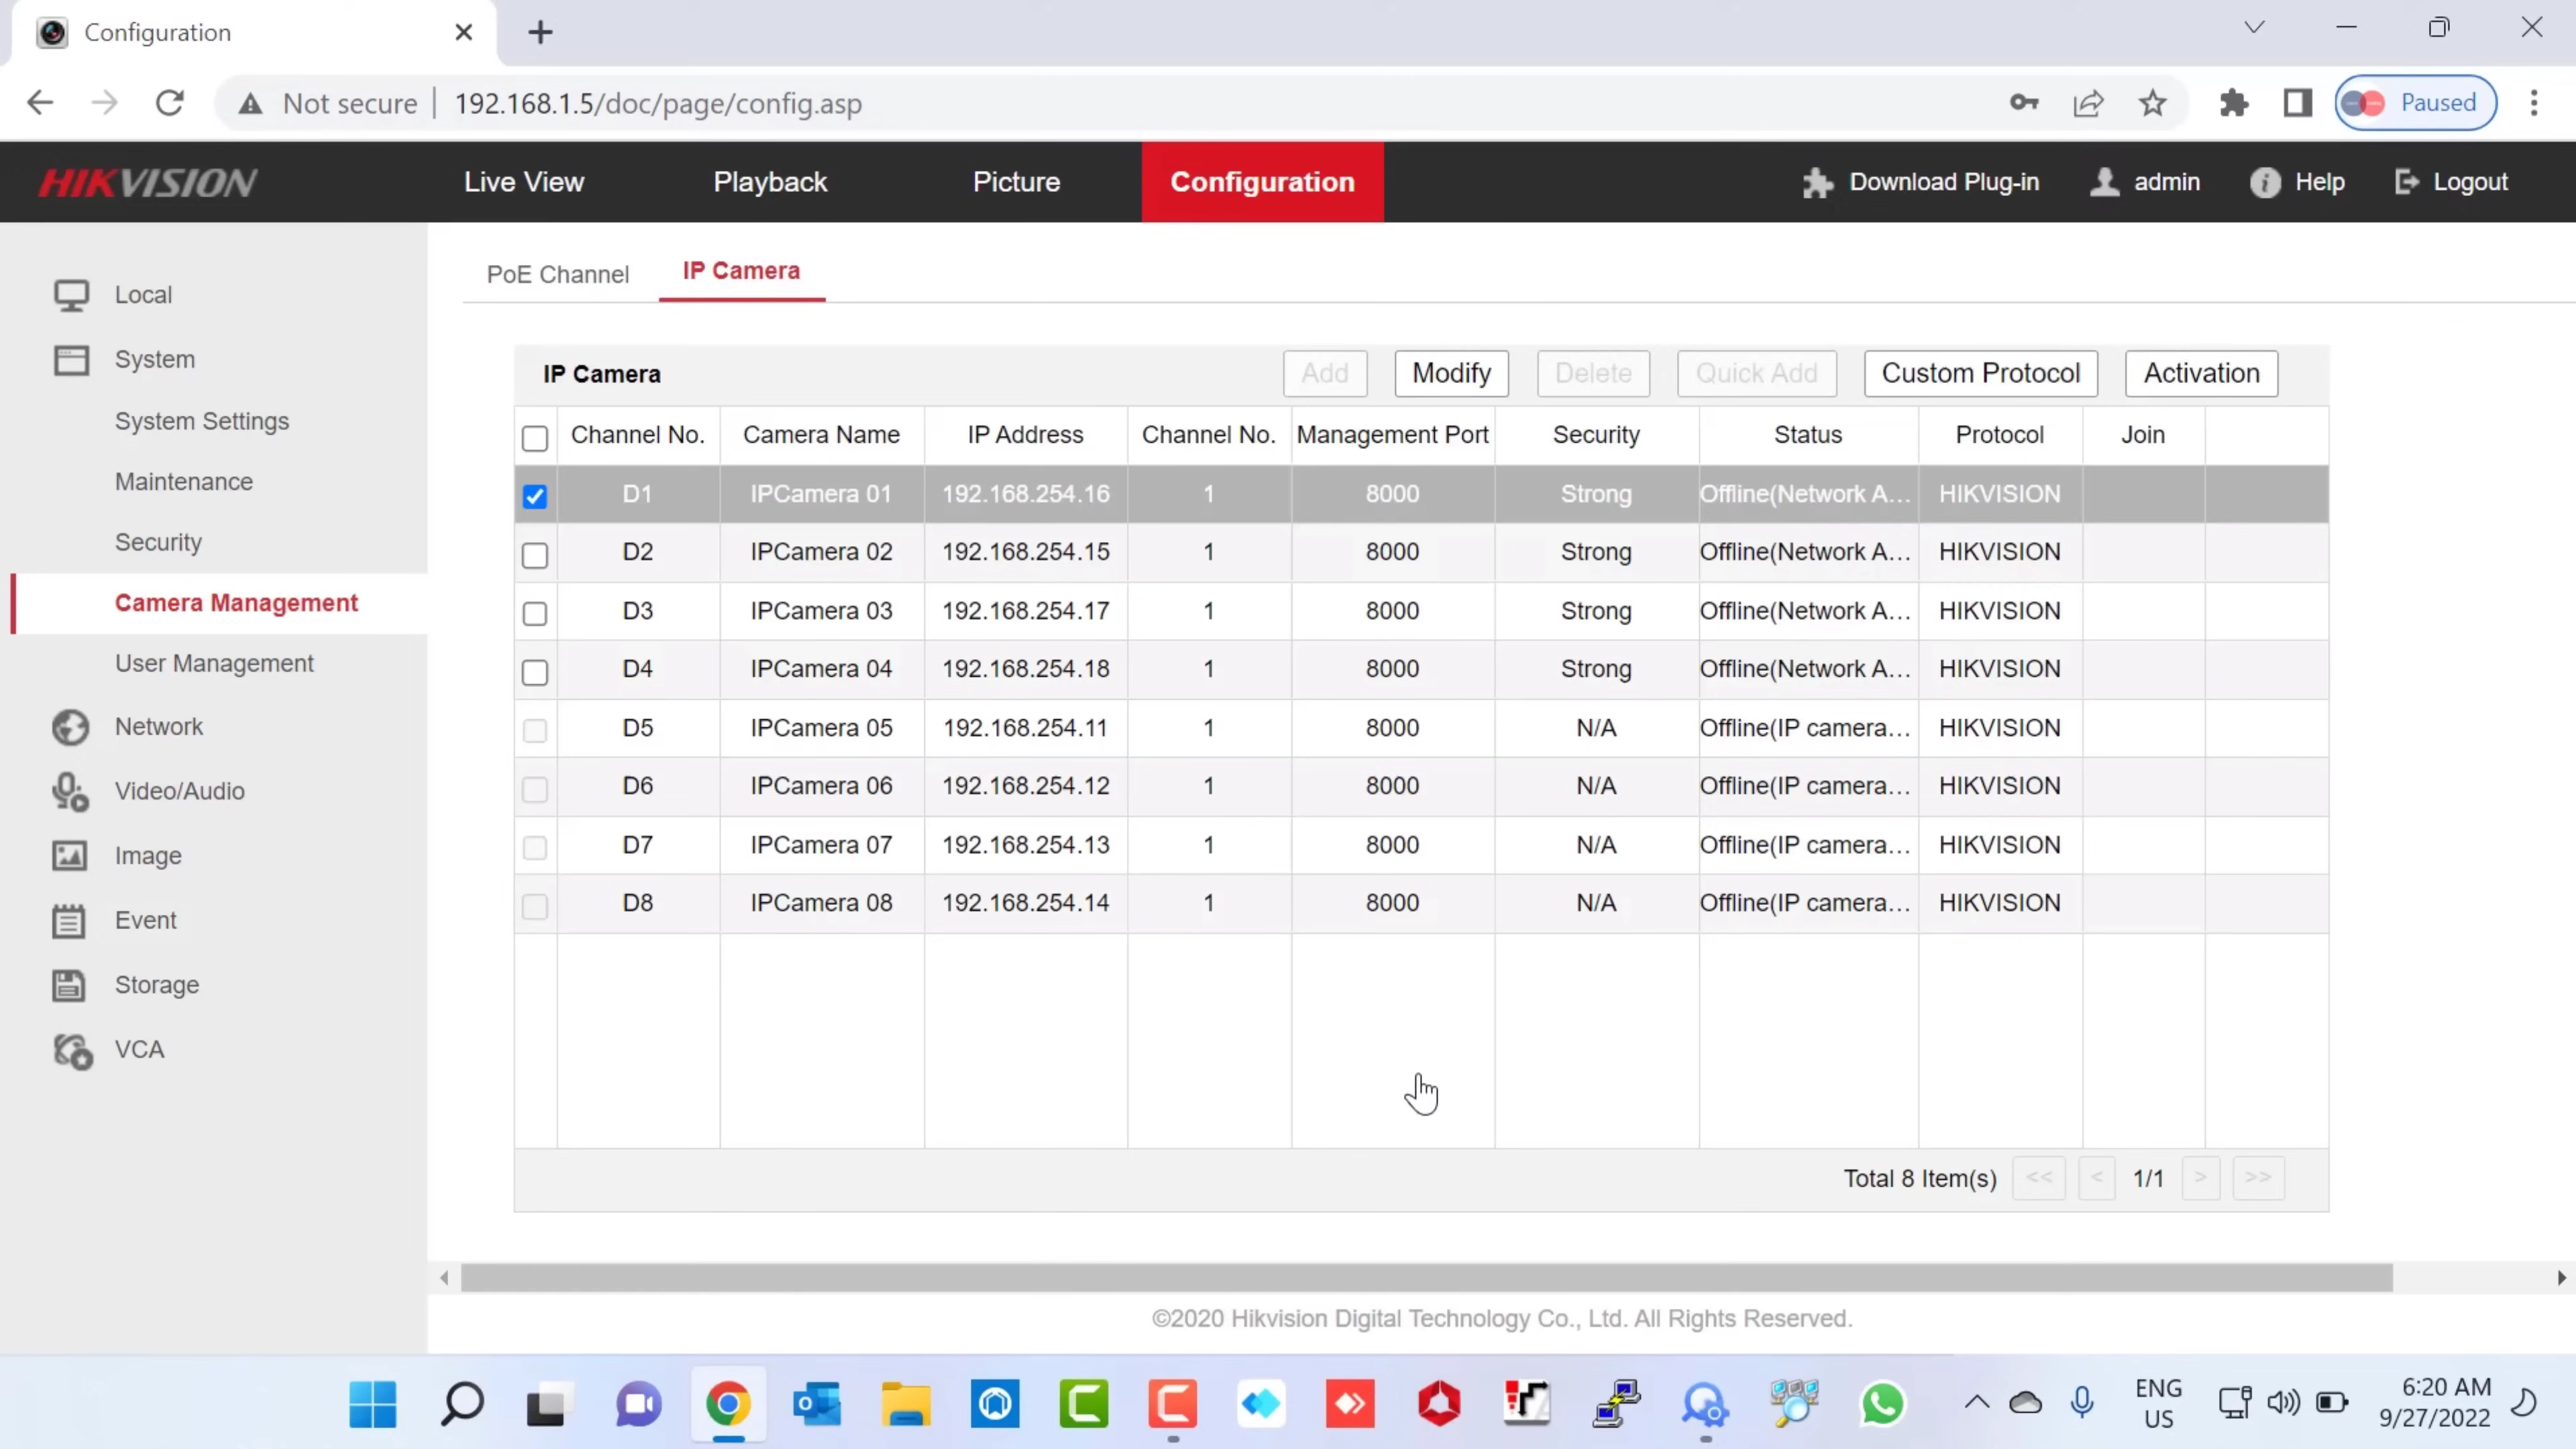 Configuration
Not secure 192.168.1.5/doc/page/config.asp Paused
HIKVISION Live View Playback Picture Configuration Download Plug-in admin Help Logout
PoE Channel IP Camera
Local
System
System Settings
Maintenance
Security
Camera Management
User Management
Network
Video/Audio
Image
Event
Storage
VCA
IP Camera Add Modify Delete Quick Add Custom Protocol Activation
Channel No. Camera Name IP Address Channel No. Management Port Security Status Protocol Join
D1 IPCamera 01 192.168.254.16 1 8000 Strong Offline(Network A... HIKVISION
D2 IPCamera 02 192.168.254.15 1 8000 Strong Offline(Network A... HIKVISION
D3 IPCamera 03 192.168.254.17 1 8000 Strong Offline(Network A... HIKVISION
D4 IPCamera 04 192.168.254.18 1 8000 Strong Offline(Network A... HIKVISION
D5 IPCamera 05 192.168.254.11 1 8000 N/A Offline(IP camera... HIKVISION
D6 IPCamera 06 192.168.254.12 1 8000 N/A Offline(IP camera... HIKVISION
D7 IPCamera 07 192.168.254.13 1 8000 N/A Offline(IP camera... HIKVISION
D8 IPCamera 08 192.168.254.14 1 8000 N/A Offline(IP camera... HIKVISION
Total 8 Item(s) << < 1/1 > >>
©2020 Hikvision Digital Technology Co., Ltd. All Rights Reserved.
ENG 6:20 AM
US 9/27/2022